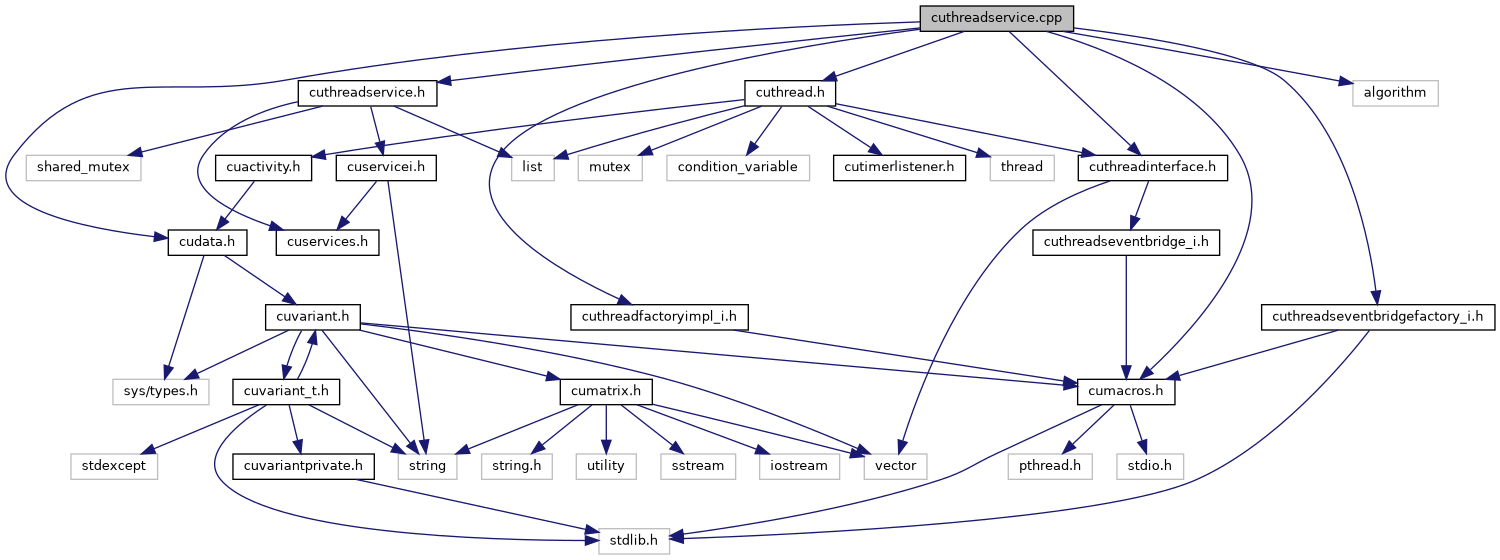 cuthreadservice.cpp
cuthreadservice.h
cuthread.h
algorithm
shared_mutex
cuactivity.h
cuservicei.h
list
mutex
condition_variable
cutimerlistener.h
thread
cuthreadinterface.h
cudata.h
cuservices.h
cuthreadseventbridge_i.h
cuvariant.h
cuthreadfactoryimpl_i.h
cuthreadseventbridgefactory_i.h
sys/types.h
cuvariant_t.h
cumatrix.h
cumacros.h
stdexcept
cuvariantprivate.h
string
string.h
utility
sstream
iostream
vector
pthread.h
stdio.h
stdlib.h